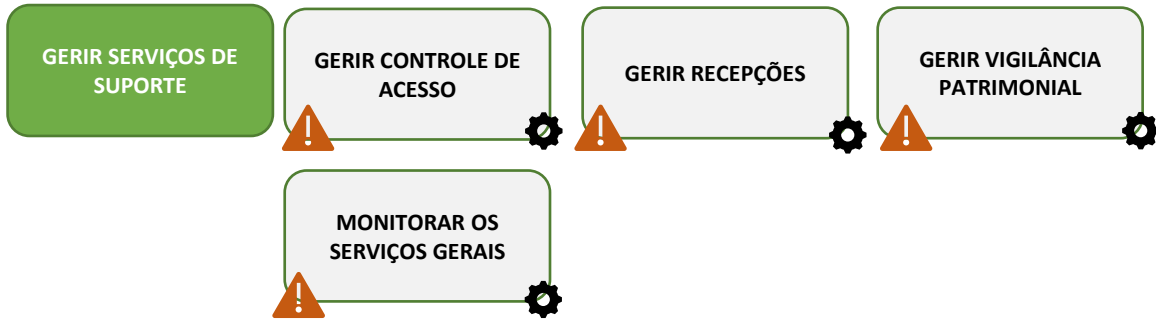 GERIR SERVIÇOS DE
SUPORTE
GERIR CONTROLE DE
ACESSO
GERIR RECEPÇÕES
GERIR VIGILÂNCIA
PATRIMONIAL
MONITORAR OS
SERVIÇOS GERAIS